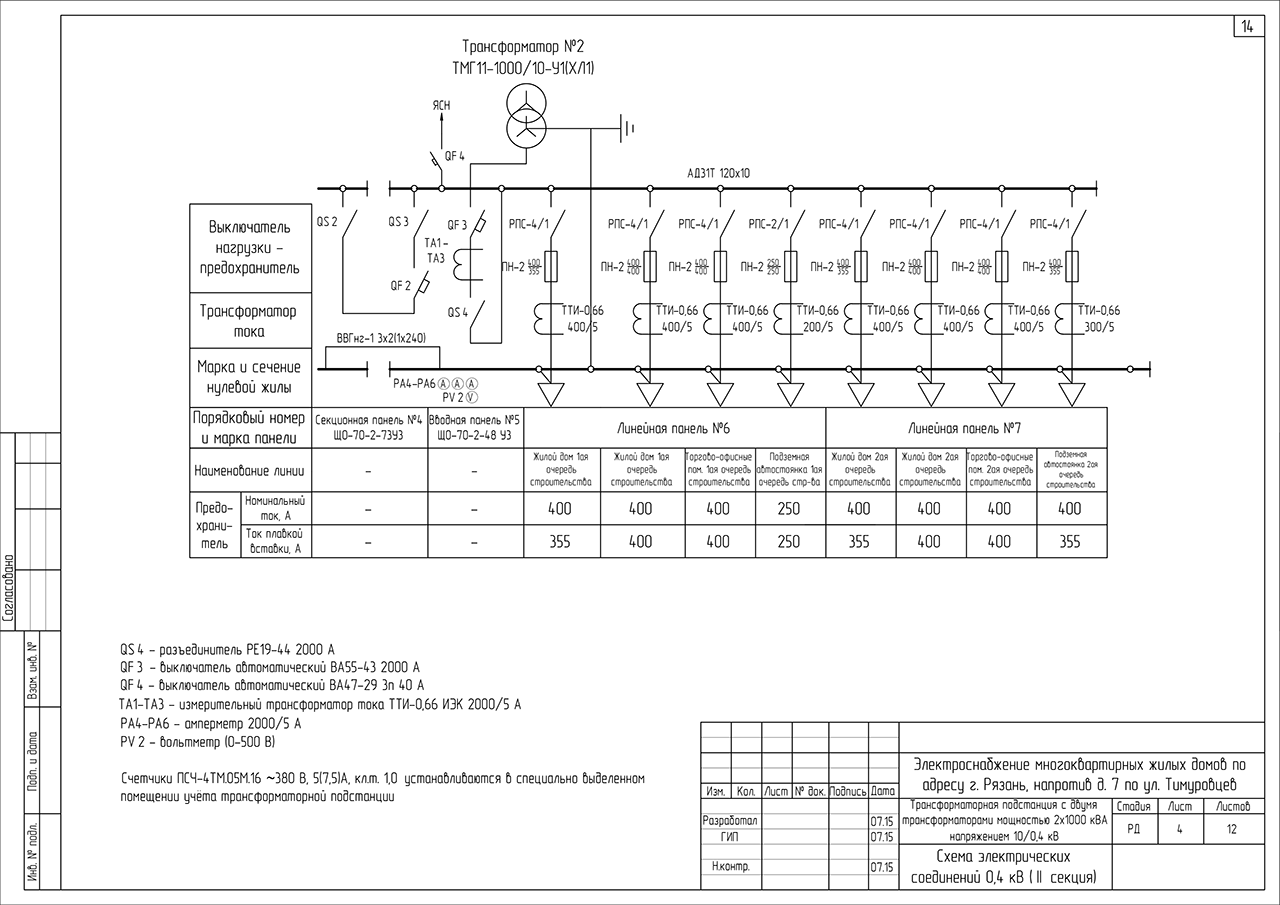 14
Трансформатор №2
ТМГ11-1000/10-У1(ХЛ1)
ЯСН
QF 4
АД31Т 120х10
QS 2
QS 3
QF 3
ТА1-
ТА3
QF 2
QS 4
РПС-4/1
РПС-4/1
РПС-4/1
РПС-2/1
РПС-4/1
РПС-4/1
РПС-4/1
РПС-4/1
ПН-2 400/355
ПН-2 400/400
ПН-2 400/400
ПН-2 250/250
ПН-2 400/355
ПН-2 400/400
ПН-2 400/400
ПН-2 400/355
ТТИ-0,66
400/5
ТТИ-0,66
400/5
ТТИ-0,66
400/5
ТТИ-0,66
200/5
ТТИ-0,66
400/5
ТТИ-0,66
400/5
ТТИ-0,66
400/5
ТТИ-0,66
300/5
ВВГнг-1 3х2(1х240)
РА4-РА6 А А А
PV 2 V
Выключатель
нагрузки -
предохранитель
Трансформатор
тока
Марка и сечение
нулевой жилы
Порядковый номер
и марка панели
Секционная панель №4
ЩО-70-2-73У3
Вводная панель №5
ЩО-70-2-48 У3
Линейная панель №6
Линейная панель №7
Наименование линии
-
-
Жилой дом 1ая
очередь
строительства
Жилой дом 1ая
очередь
строительства
Торгово-офисные
пом. 1ая очередь
строительства
Подземная
автостоянка 1ая
очередь стр-ва
Жилой дом 2ая
очередь
строительства
Жилой дом 2ая
очередь
строительства
Торгово-офисные
пом. 2ая очередь
строительства
Подземная
автостоянка 2ая
очередь
строительства
Предо-
храни-
тель
Номинальный
ток, А
- - 400 400 400 250 400 400 400 400
Ток плавкой
вставки, А
- - 355 400 400 250 355 400 400 355
QS 4 - разъединитель РЕ19-44 2000 А
QF 3 - выключатель автоматический ВА55-43 2000 А
QF 4 - выключатель автоматический ВА47-29 3п 40 А
ТА1-ТА3 - измерительный трансформатор тока ТТИ-0,66 ИЭК 2000/5 А
РА4-РА6 - амперметр 2000/5 А
PV 2 - вольтметр (0-500 В)
Счетчики ПСЧ-4ТМ.05М.16 ~380 В, 5(7,5)А, кл.т. 1,0 устанавливаются в специально выделенном
помещении учёта трансформаторной подстанции
Согласовано
Взам. инв. №
Подп. и дата
Инв. № подл.
Изм. Кол. Лист № док. Подпись Дата
Разработал 07.15
ГИП 07.15
Н.контр. 07.15
Электроснабжение многоквартирных жилых домов по
адресу г. Рязань, напротив д. 7 по ул. Тимуровцев
Трансформаторная подстанция с двумя
трансформаторами мощностью 2х1000 кВА
напряжением 10/0,4 кВ
Стадия Лист Листов
РД 4 12
Схема электрических
соединений 0,4 кВ ( II секция)